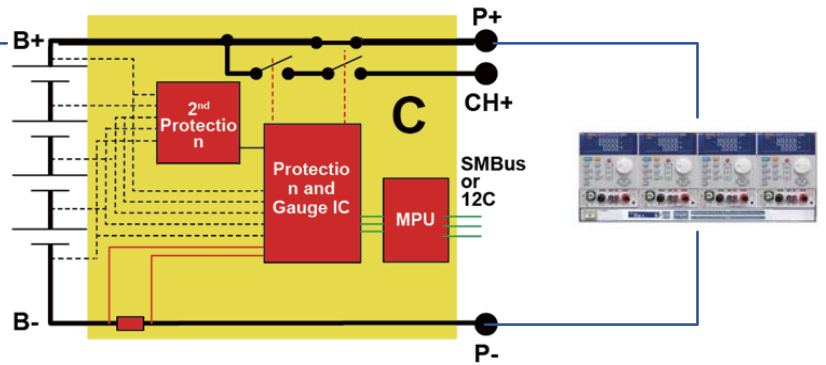 P+
B+
CH+
C
2nd
Protectio
n
Protectio
n and
Gauge IC
SMBus
or
12C
MPU
B-
P-